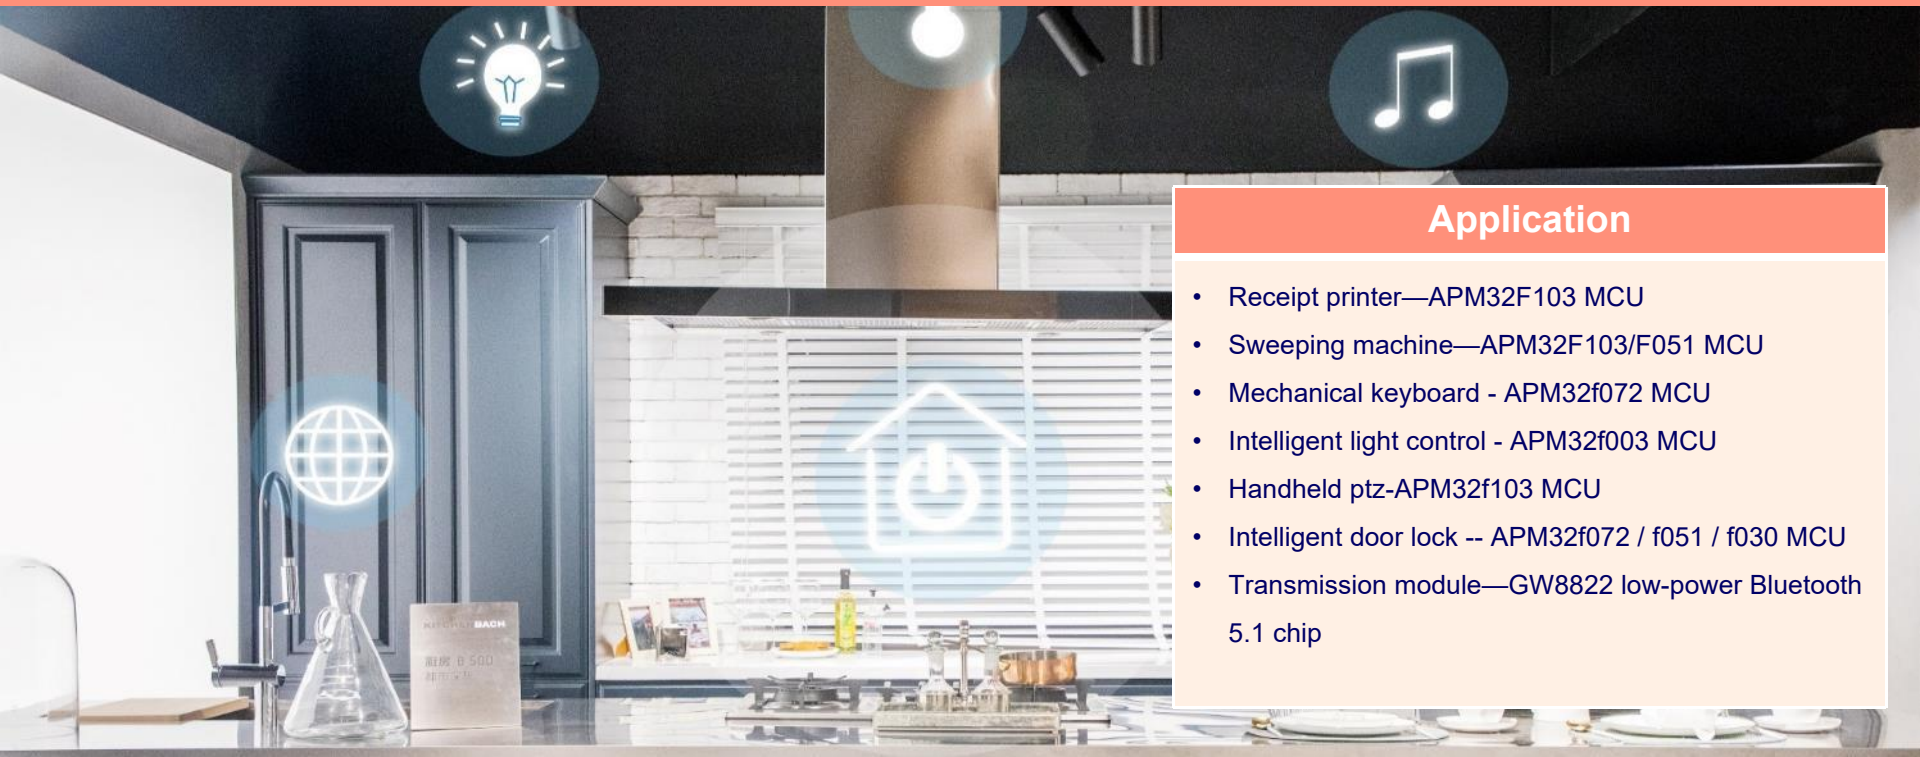 Application
• Receipt printer—APM32F103 MCU
• Sweeping machine—APM32F103/F051 MCU
• Mechanical keyboard - APM32f072 MCU
• Intelligent light control - APM32f003 MCU
• Handheld ptz-APM32f103 MCU
• Intelligent door lock -- APM32f072 / f051 / f030 MCU
• Transmission module—GW8822 low-power Bluetooth
5.1 chip
BACH